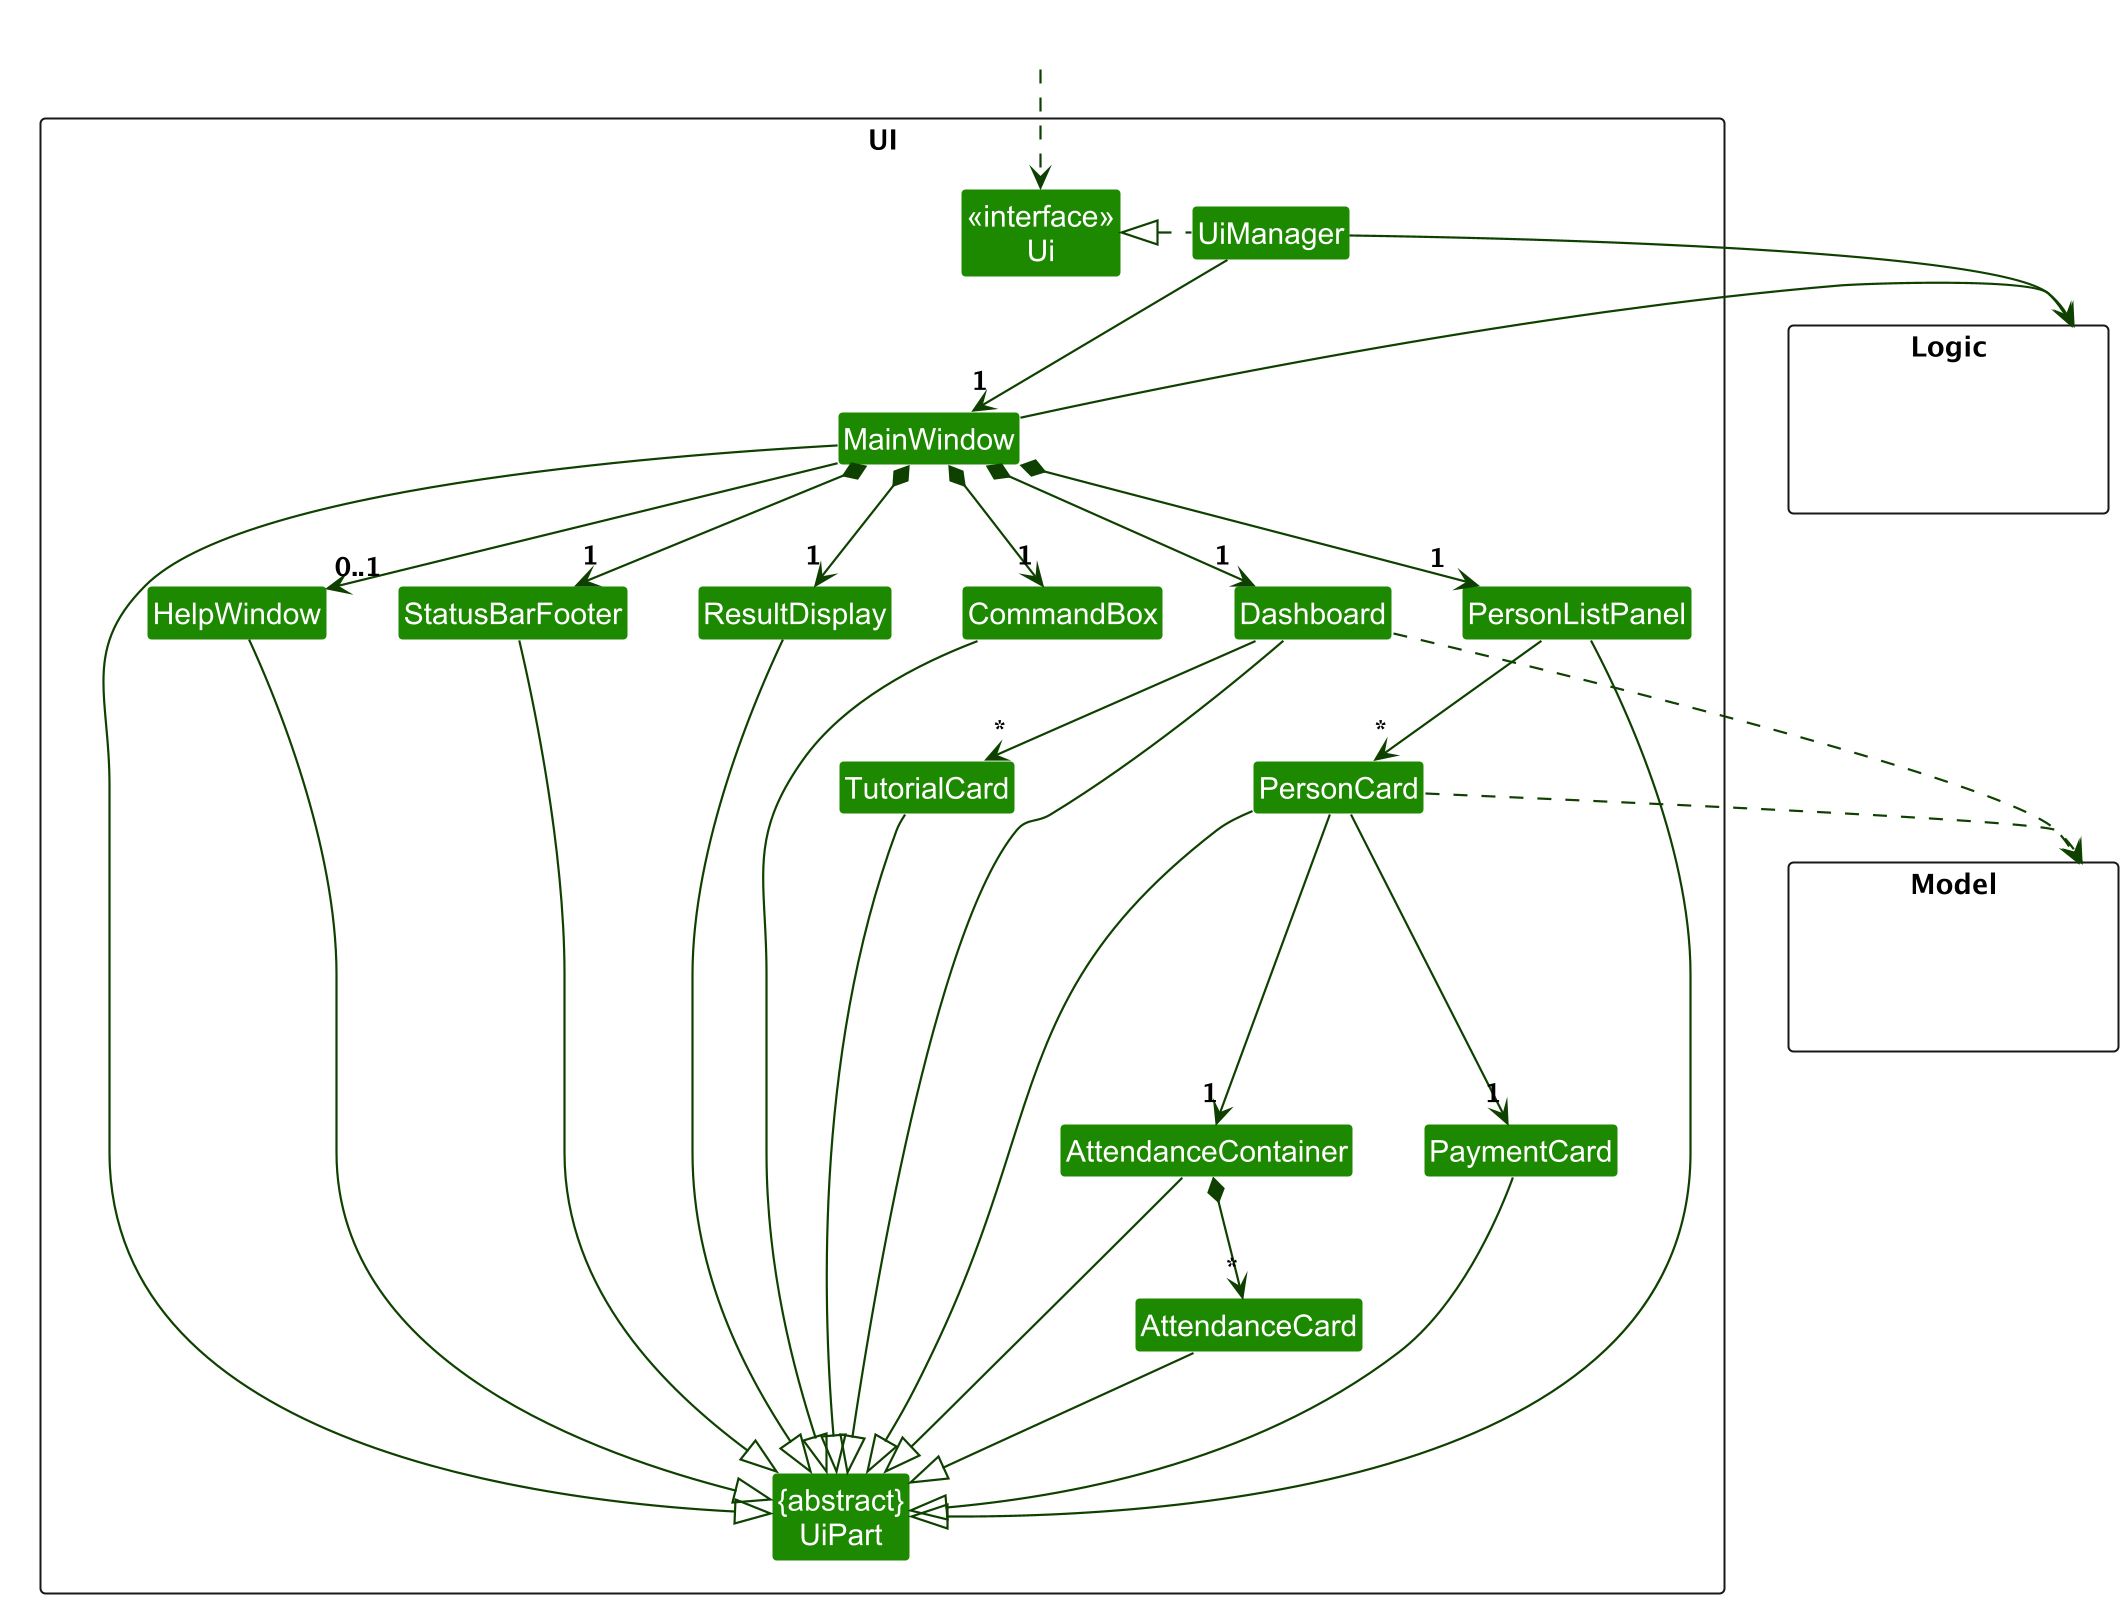 UI
«interface»
Ui
UiManager
Logic
1
MainWindow
0..1
1
1
1
1
1
HelpWindow
StatusBarFooter
ResultDisplay
CommandBox
Dashboard
PersonListPanel
*
*
TutorialCard
PersonCard
Model
1
1
AttendanceContainer
PaymentCard
*
AttendanceCard
{abstract}
UiPart